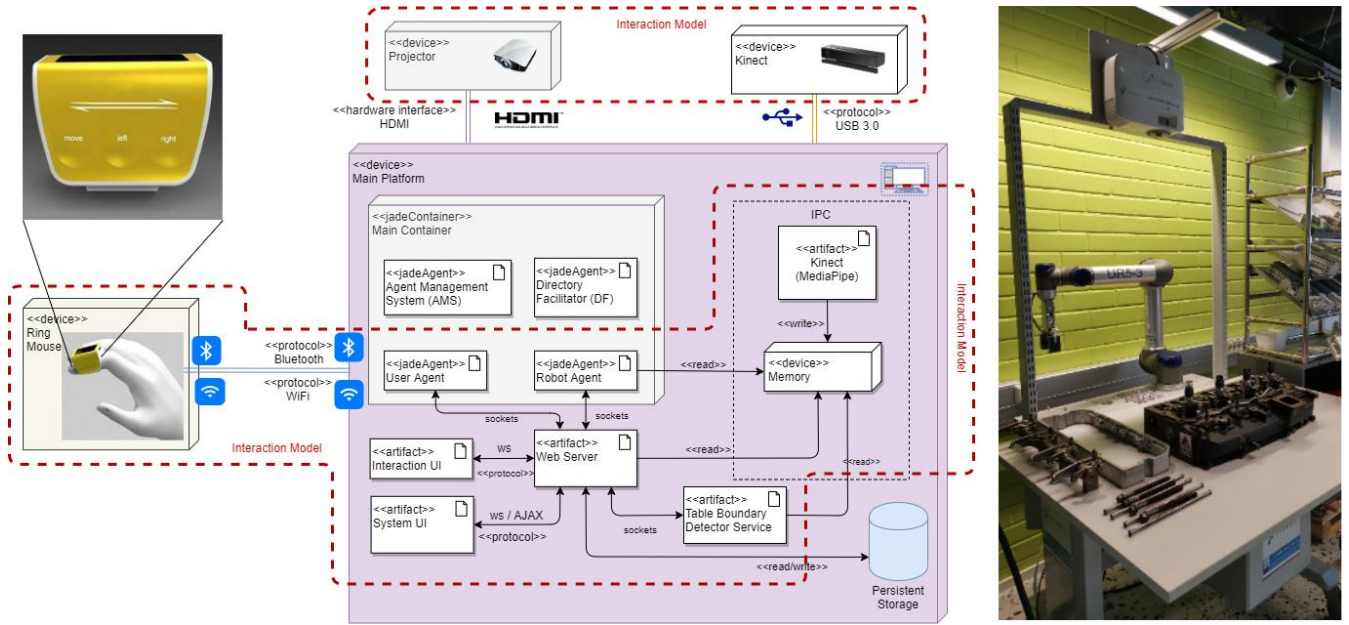 move left right
Interaction Model
<<device>>
Projector
<<device>>
Kinect
<<hardware interface>>
HDMI
HDMI
<<protocol>>
USB 3.0
<<device>>
Main Platform
<<jadeContainer>>
Main Container
<<jadeAgent>>
Agent Management
System (AMS)
<<jadeAgent>>
Directory
Facilitator (DF)
IPC
<<artifact>>
Kinect
(MediaPipe)
Interaction Model
<<write>>
<<device>>
Ring
Mouse
<<protocol>>
Bluetooth
<<protocol>>
WiFi
<<jadeAgent>>
User Agent
<<jadeAgent>>
Robot Agent
<<read>>
<<device>>
Memory
sockets
sockets
Interaction Model
<<artifact>>
Interaction UI
ws
<<protocol>>
<<artifact>>
Web Server
<<read>>
<<read>>
<<artifact>>
System UI
ws / AJAX
<<protocol>>
sockets
<<artifact>>
Table Boundary
Detector Service
<<read/write>>
Persistent
Storage
UR5-3